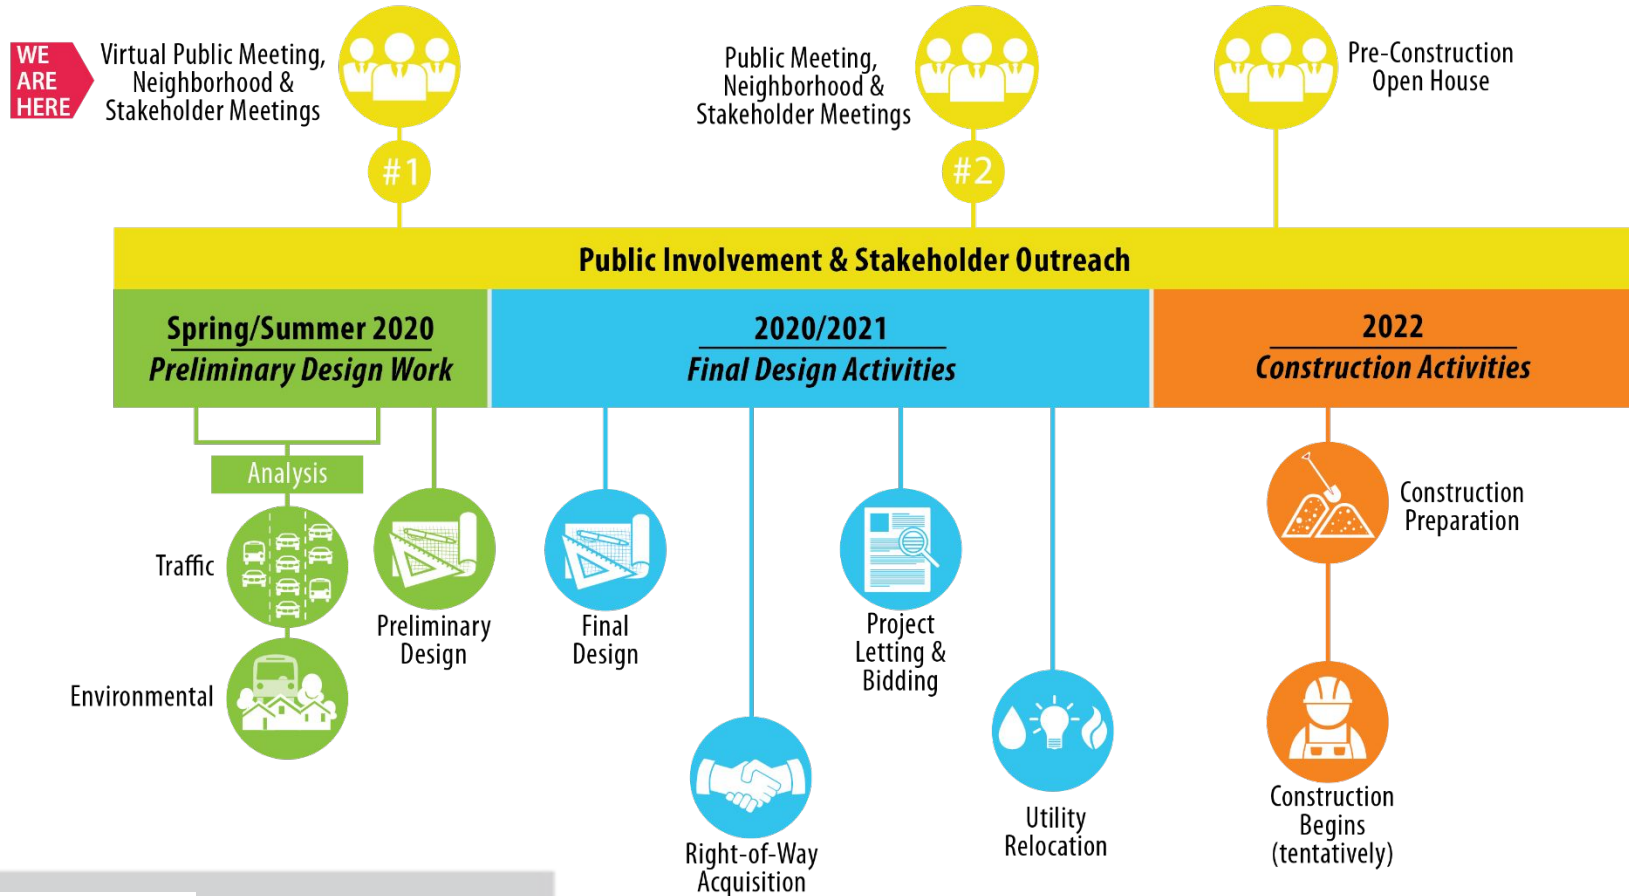 WE
ARE
HERE
Virtual Public Meeting,
Neighborhood &
Stakeholder Meetings
#1
Public Meeting,
Neighborhood &
Stakeholder Meetings
#2
Pre-Construction
Open House
Public Involvement & Stakeholder Outreach
Spring/Summer 2020
Preliminary Design Work
2020/2021
Final Design Activities
2022
Construction Activities
Analysis
Traffic
Environmental
Preliminary
Design
Final
Design
Right-of-Way
Acquisition
Project
Letting &
Bidding
Utility
Relocation
Construction
Preparation
Construction
Begins
(tentatively)